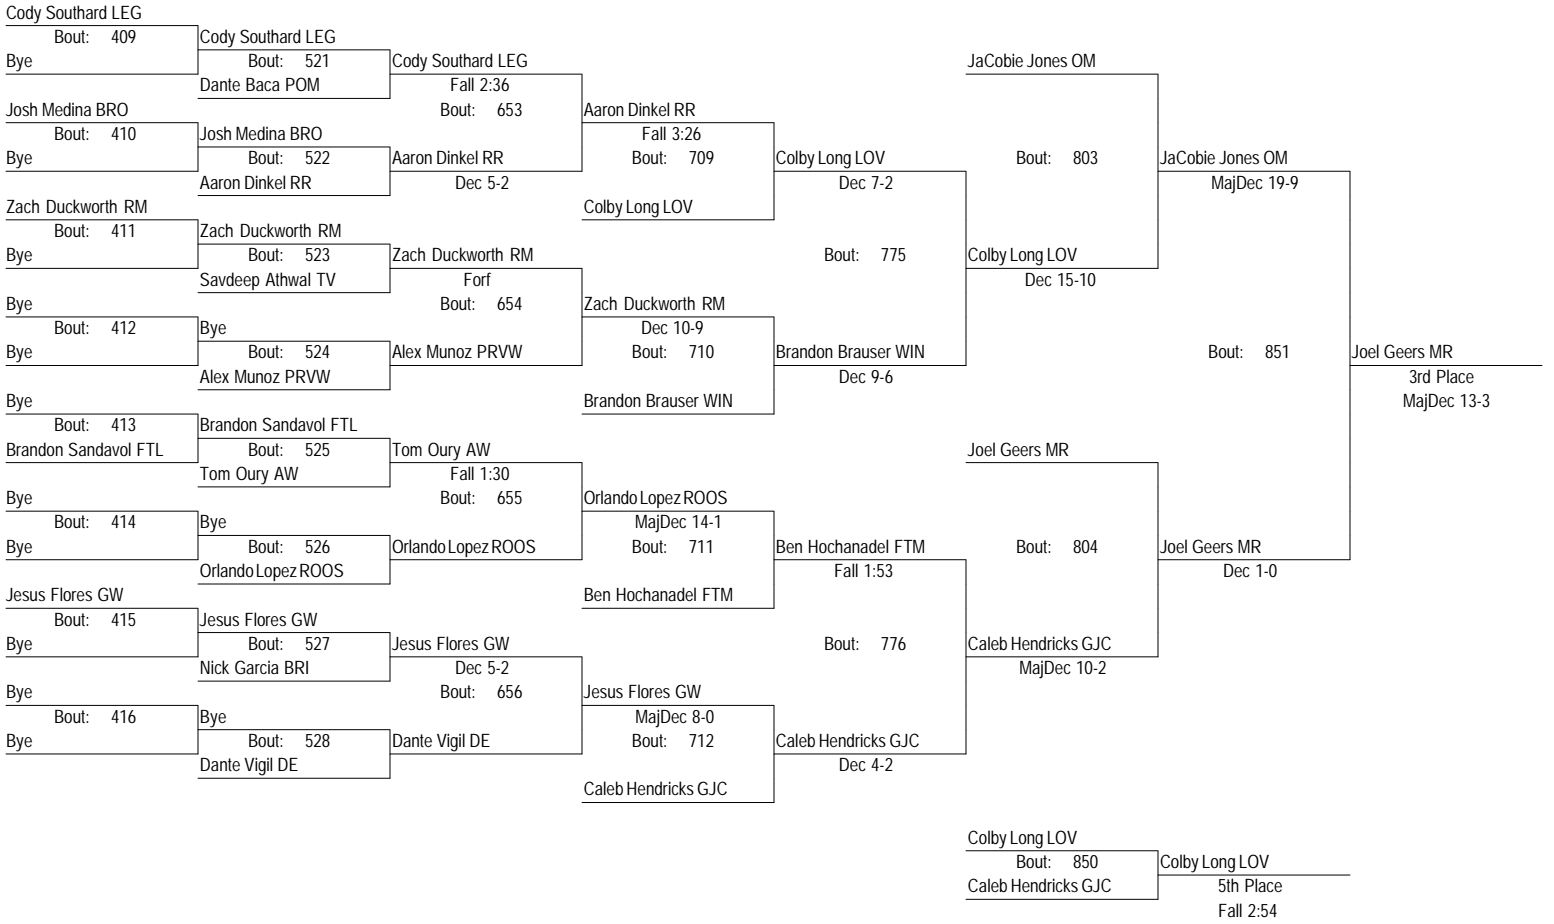 Cody Southard LEG
Bout: 409
Cody Southard LEG
Bye
Bout: 521
Cody Southard LEG
JaCobie Jones OM
Dante Baca POM
Fall 2:36
Josh Medina BRO
Bout: 653
Aaron Dinkel RR
Bout: 410
Josh Medina BRO
Fall 3:26
Bye
Bout: 522
Aaron Dinkel RR
Bout: 709
Colby Long LOV
Bout: 803
JaCobie Jones OM
Aaron Dinkel RR
Dec 5-2
Dec 7-2
MajDec 19-9
Zach Duckworth RM
Colby Long LOV
Bout: 411
Zach Duckworth RM
Bye
Bout: 523
Zach Duckworth RM
Bout: 775
Colby Long LOV
Savdeep Athwal TV
Forf
Dec 15-10
Bye
Bout: 654
Zach Duckworth RM
Bout: 412
Bye
Dec 10-9
Bye
Bout: 524
Alex Munoz PRVW
Bout: 710
Brandon Brauser WIN
Bout: 851
Joel Geers MR
Alex Munoz PRVW
Dec 9-6
3rd Place
Bye
Brandon Brauser WIN
MajDec 13-3
Bout: 413
Brandon Sandavol FTL
Brandon Sandavol FTL
Bout: 525
Tom Oury AW
Joel Geers MR
Tom Oury AW
Fall 1:30
Bye
Bout: 655
Orlando Lopez ROOS
Bout: 414
Bye
MajDec 14-1
Bye
Bout: 526
Orlando Lopez ROOS
Bout: 711
Ben Hochanadel FTM
Bout: 804
Joel Geers MR
Orlando Lopez ROOS
Fall 1:53
Dec 1-0
Jesus Flores GW
Ben Hochanadel FTM
Bout: 415
Jesus Flores GW
Bye
Bout: 527
Jesus Flores GW
Bout: 776
Caleb Hendricks GJC
Nick Garcia BRI
Dec 5-2
MajDec 10-2
Bye
Bout: 656
Jesus Flores GW
Bout: 416
Bye
MajDec 8-0
Bye
Bout: 528
Dante Vigil DE
Bout: 712
Caleb Hendricks GJC
Dante Vigil DE
Dec 4-2
Caleb Hendricks GJC
Colby Long LOV
Bout: 850
Colby Long LOV
Caleb Hendricks GJC
5th Place
Fall 2:54